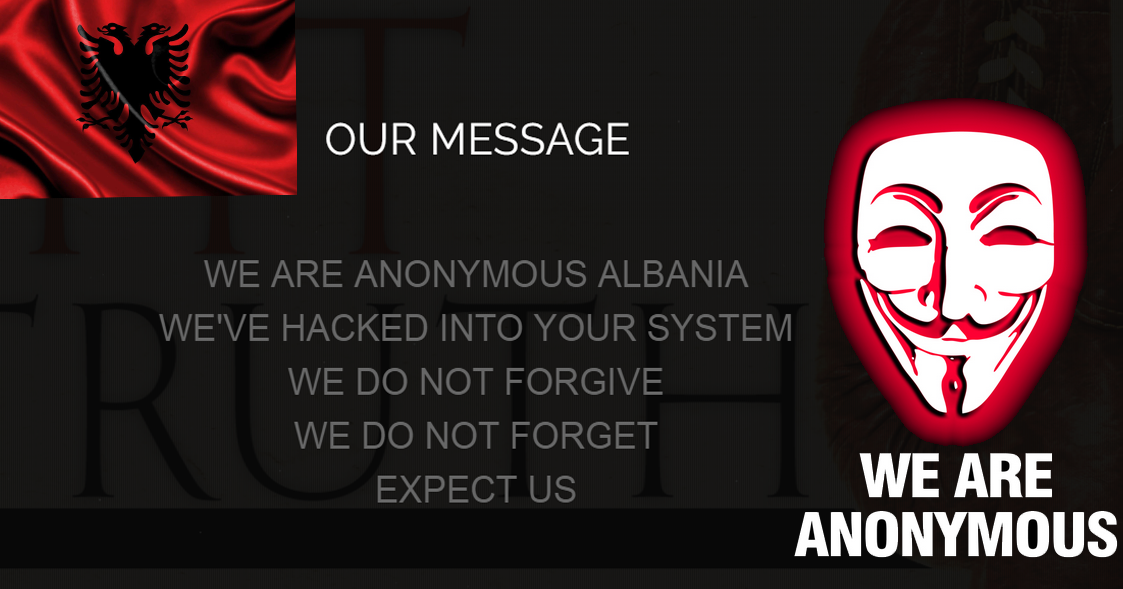 OUR MESSAGE
WE ARE ANONYMOUS ALBANIA
WE'VE HACKED INTO YOUR SYSTEM
WE DO NOT FORGIVE
WE DO NOT FORGET
EXPECT US
WE ARE
ANONYMOUS
TRUTH